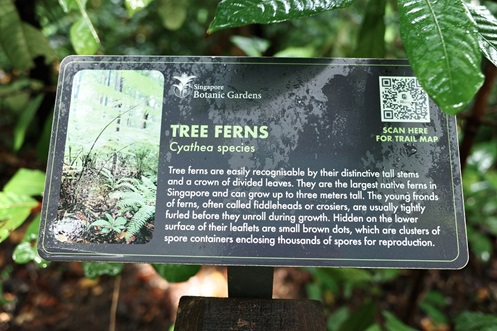 Singapore
Botanic Gardens
TREE FERNS
Cyathea species
Tree ferns are easily recognisable by their distinctive tall stems
and a crown of divided leaves. They are the largest native ferns in
Singapore and can grow up to three meters tall. The young fronds
of ferns, often called fiddleheads or crosiers, are usually tightly
furled before they unroll during growth. Hidden on the lower
surface of their leaflets are small brown dots, which are clusters of
spore containers enclosing thousands of spores for reproduction.
SCAN HERE
FOR TRAIL MAP